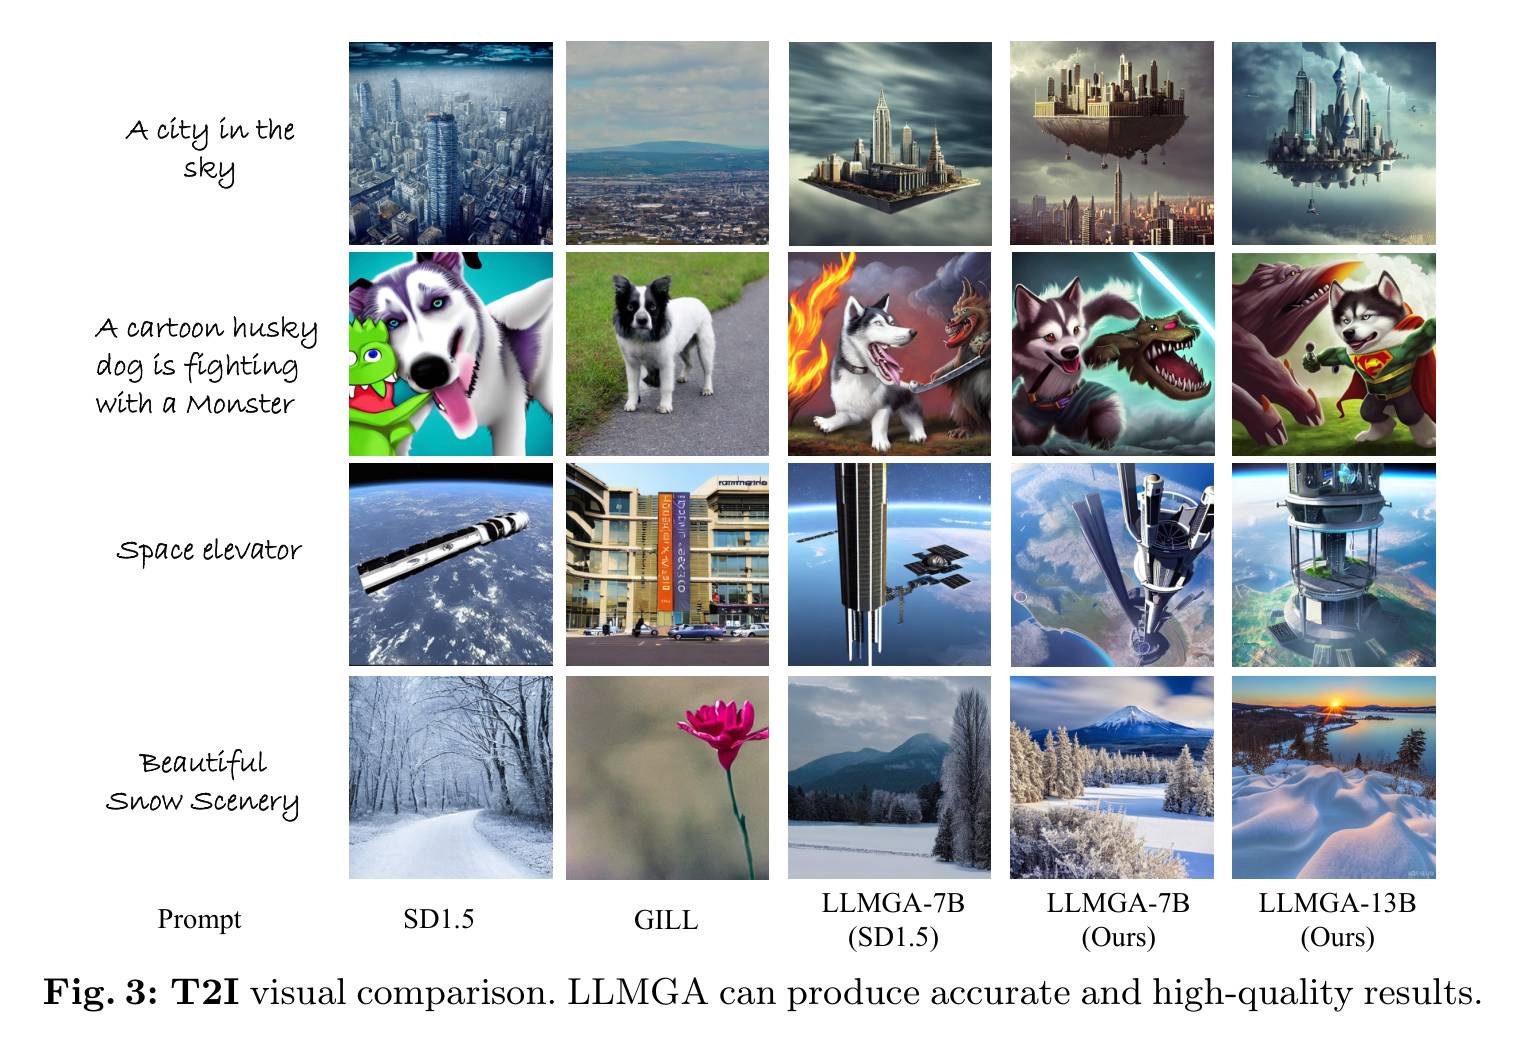 A city in the
sky
A cartoon husky
dog is fighting
with a Monster
Space elevator
Beautiful
Snow Scenery
Prompt
SD1.5
GILL
LLMGA-7B
(SD1.5)
LLMGA-7B
(Ours)
LLMGA-13B
(Ours)
Fig. 3: T2I visual comparison. LLMGA can produce accurate and high-quality results.